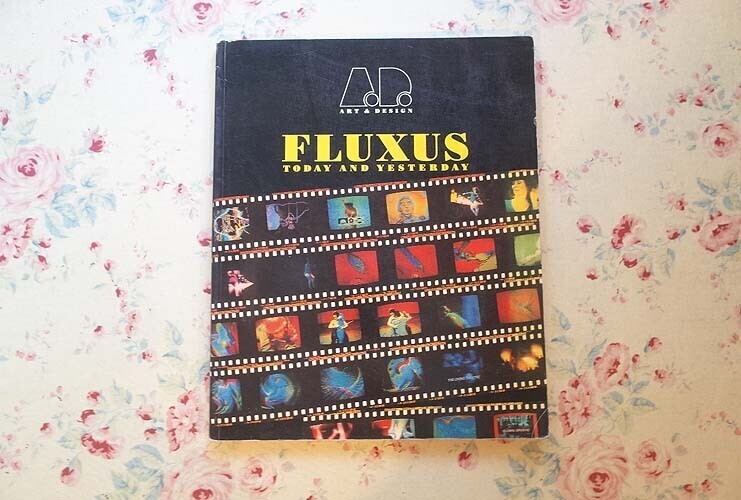 A.D.
ART & DESIGN
FLUXUS
TODAY AND YESTERDAY